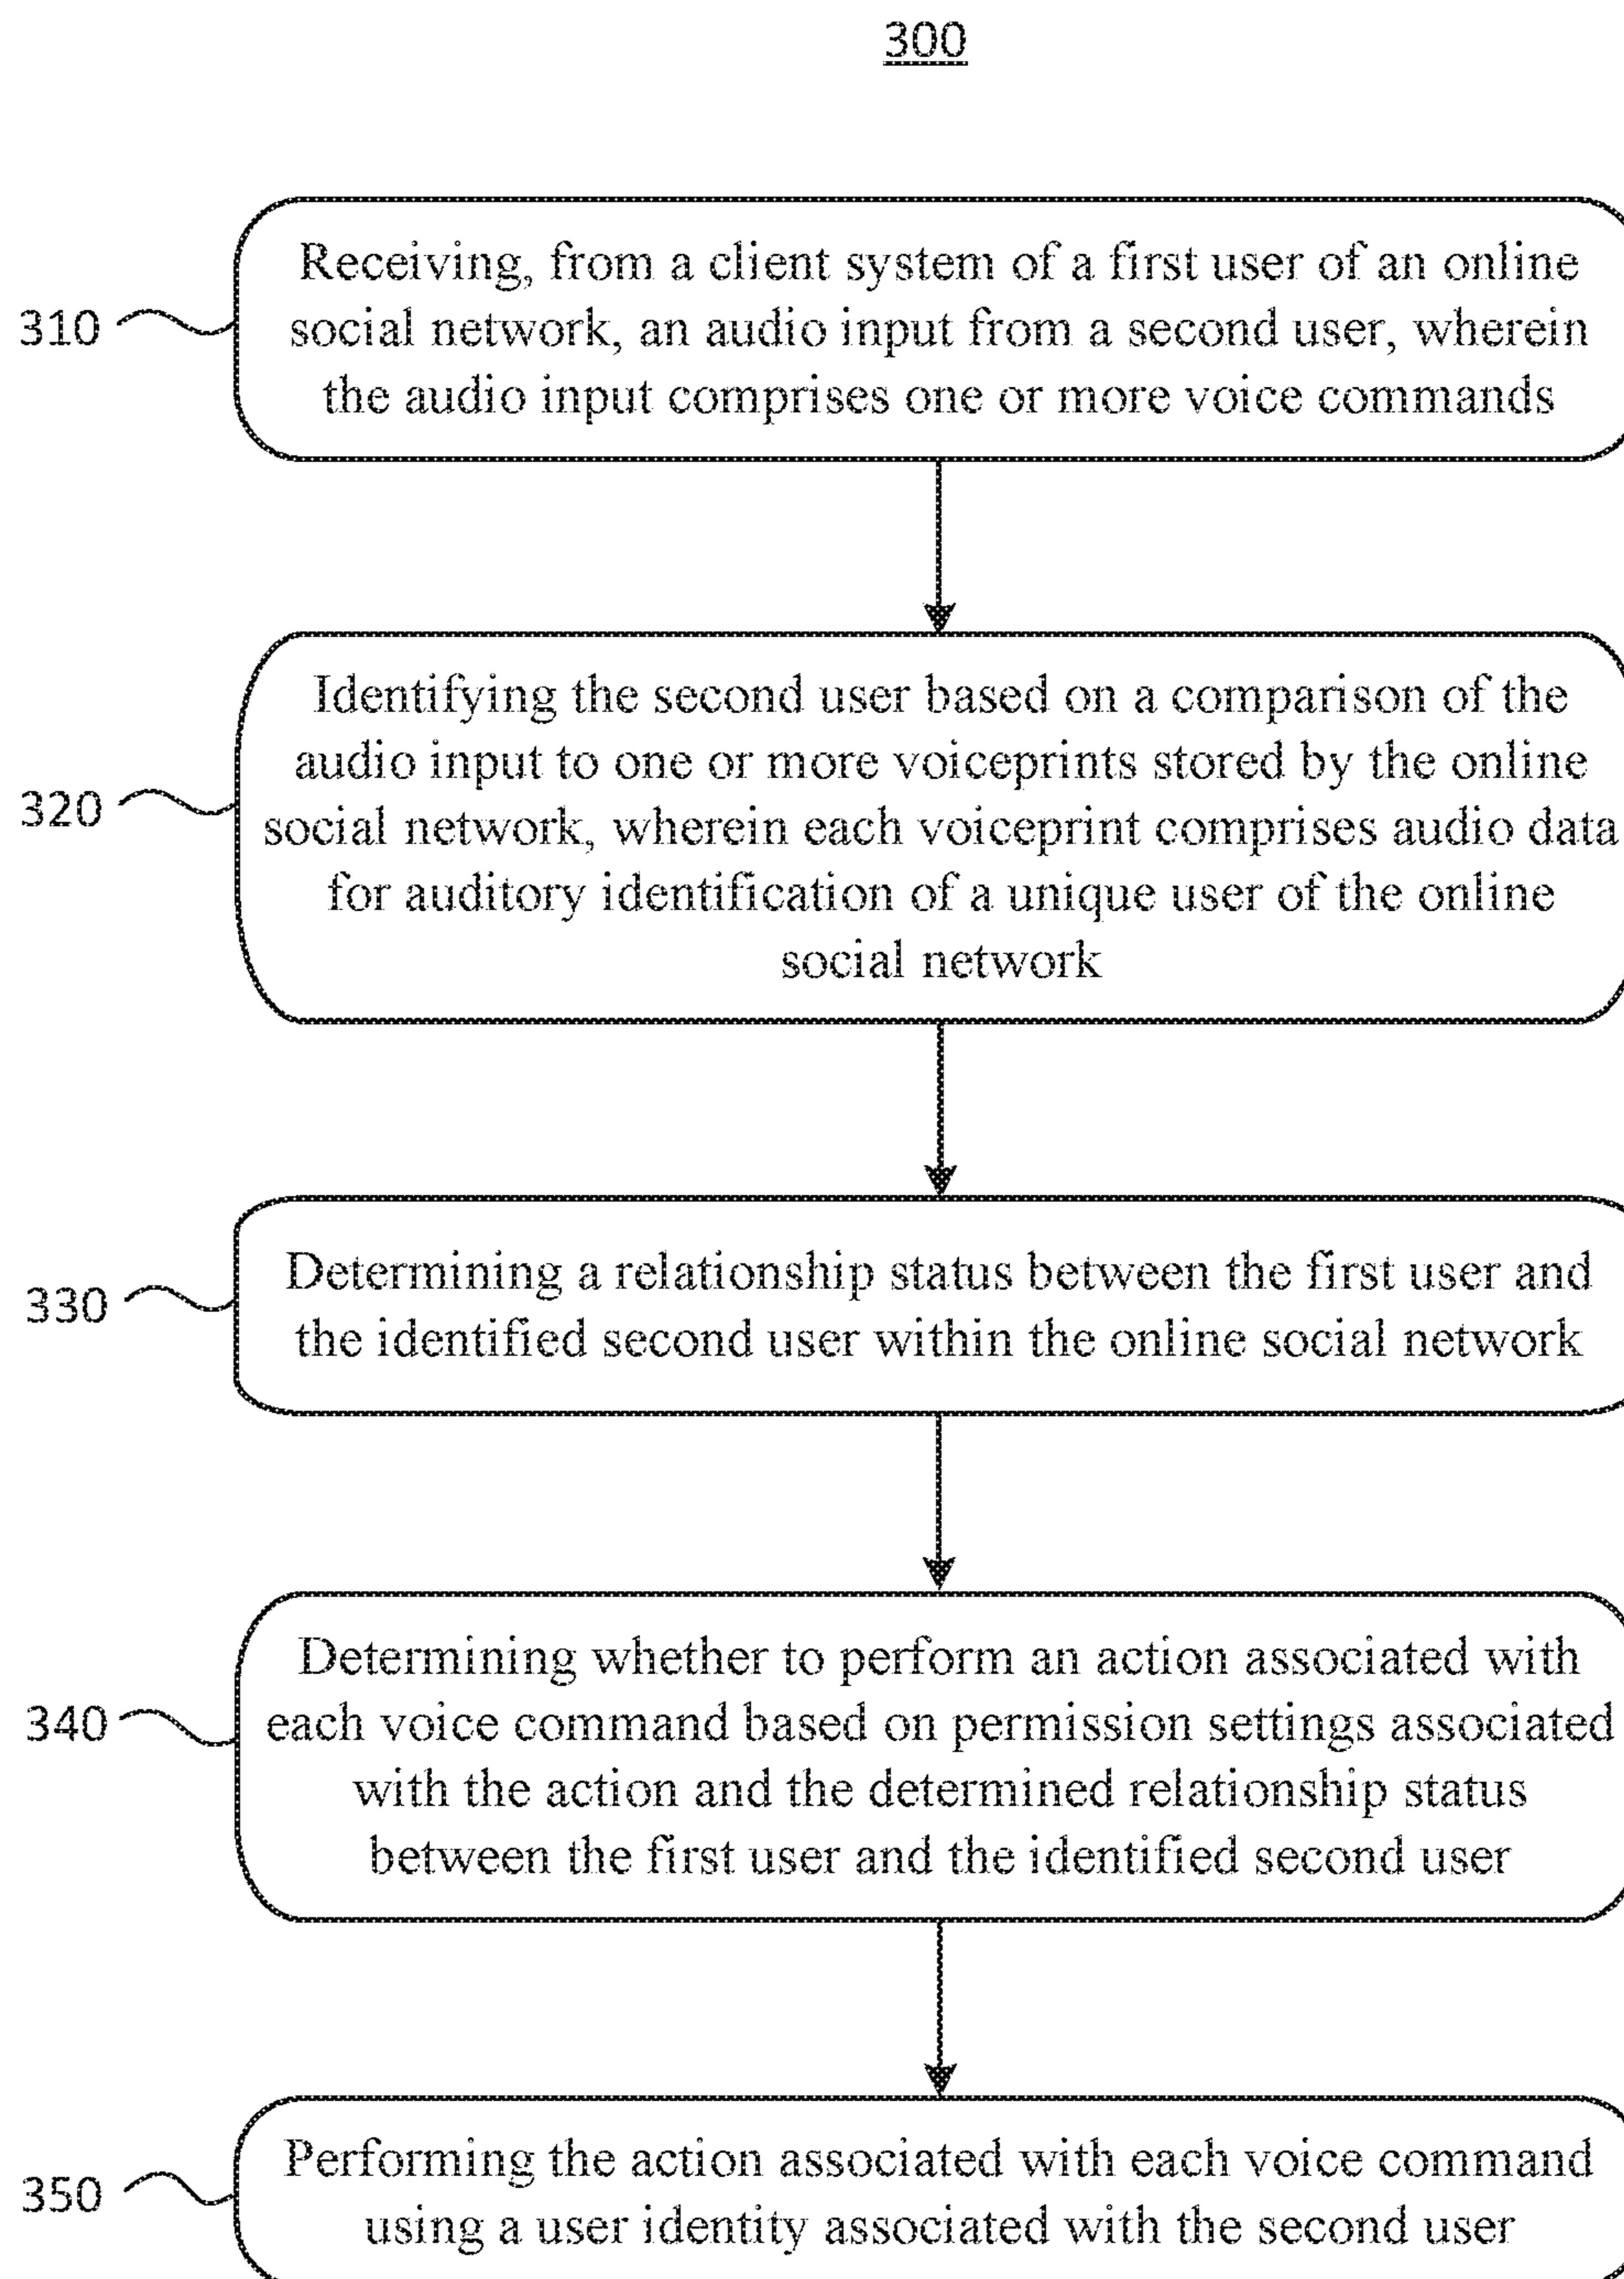 300
Receiving, from a client system of a first user of an online
social network, an audio input from a second user, wherein
the audio input comprises one or more voice commands
310
Identifying the second user based on a comparison of the
audio input to one or more voiceprints stored by the online
social network, wherein each voiceprint comprises audio data
for auditory identification of a unique user of the online
social network
320
Determining a relationship status between the first user and
the identified second user within the online social network
330
Determining whether to perform an action associated with
each voice command based on permission settings associated
with the action and the determined relationship status
between the first user and the identified second user
340
Performing the action associated with each voice command
using a user identity associated with the second user
350